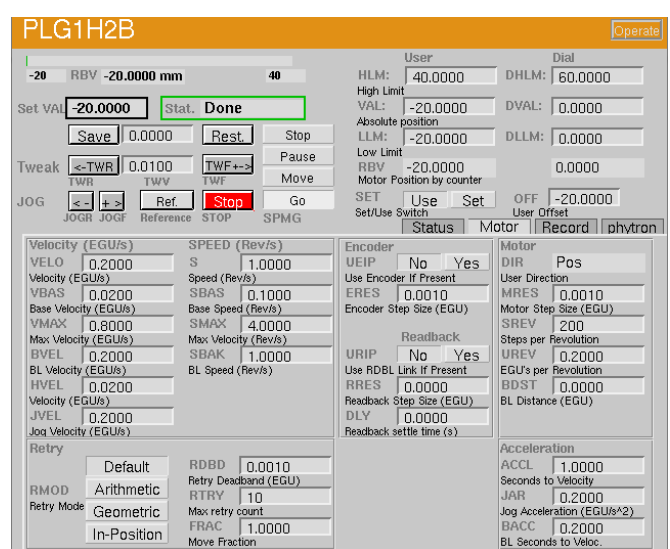 PLG1H2B Operate
-20 RBV -20.0000 mm 40
Set VAL -20.0000 Stat. Done
Save 0.0000 Rest. Stop
Pause
Tweak <-TWR 0.0100 TWF+-> Move
TWR TWV TWF
JOG < - + > Ref. Stop Go
JOGR JOGF Reference STOP SPMG
User Dial
HLM: 40.0000 DHLM: 60.0000
High Limit
VAL: -20.0000 DVAL: 0.0000
Absolute position
LLM: -20.0000 DLLM: 0.0000
Low Limit
RBV -20.0000 0.0000
Motor Position by counter
SET Use Set OFF -20.0000
Set/Use Switch User Offset
Status Motor Record phytron
Velocity (EGU/s) SPEED (Rev/s)
VELO 0.2000 S 1.0000
Velocity (EGU/s) Speed (Rev/s)
VBAS 0.0200 SBAS 0.1000
Base Velocity (EGU/s) Base Speed (Rev/s)
VMAX 0.8000 SMAX 4.0000
Max Velocity (EGU/s) Max Velocity (Rev/s)
BVEL 0.2000 SBAK 1.0000
BL Velocity (EGU/s) BL Speed (Rev/s)
HVEL 0.0200
Velocity (EGU/s)
JVEL 0.2000
Jog Velocity (EGU/s)
Encoder
UEIP No Yes
Use Encoder If Present
ERES 0.0010
Encoder Step Size (EGU)
Readback
URIP No Yes
Use RDBL Link If Present
RRES 0.0000
Readback Step Size (EGU)
DLY 0.0000
Readback settle time (s)
Motor
DIR Pos
User Direction
MRES 0.0010
Motor Step Size (EGU)
SREV 200
Steps per Revolution
UREV 0.2000
EGU's per Revolution
BDST 0.0000
BL Distance (EGU)
Retry
Default RDBD 0.0010
Retry Deadband (EGU)
RMOD Arithmetic RTRY 10
Retry Mode Geometric Max retry count
In-Position FRAC 1.0000
Move Fraction
Acceleration
ACCL 1.0000
Seconds to Velocity
JAR 0.2000
Jog Acceleration (EGU/s^2)
BACC 0.2000
BL Seconds to Veloc.